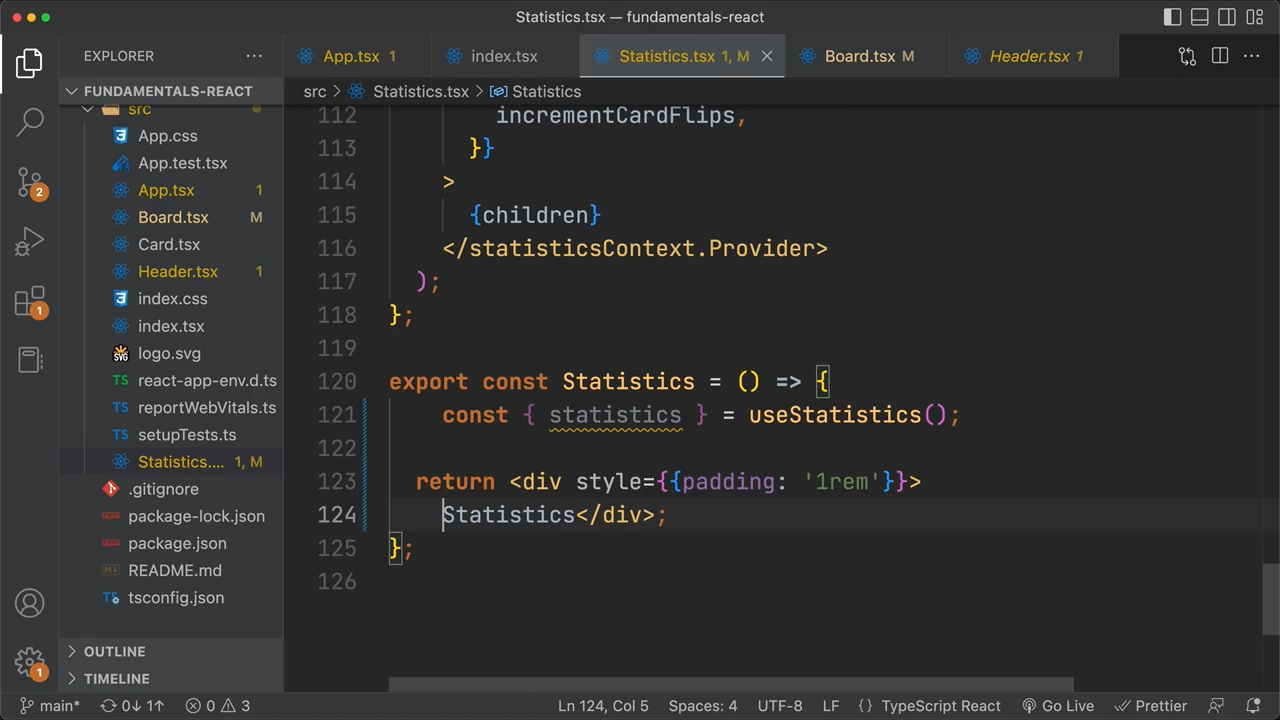 Statistics.tsx — fundamentals-react
EXPLORER
App.tsx 1
index.tsx
Statistics.tsx 1, M
Board.tsx M
Header.tsx 1
FUNDAMENTALS-REACT
src
App.css
App.test.tsx
App.tsx 1
Board.tsx M
Card.tsx
Header.tsx 1
index.css
index.tsx
logo.svg
react-app-env.d.ts
reportWebVitals.ts
setupTests.ts
Statistics.... 1, M
.gitignore
package-lock.json
package.json
README.md
tsconfig.json
OUTLINE
TIMELINE
2
1
1
src > Statistics.tsx > Statistics
112 incrementCardFlips,
113 }}
114 >
115 {children}
116 </statisticsContext.Provider>
117 );
118 };
119
120 export const Statistics = () => {
121 const { statistics } = useStatistics();
122
123 return <div style={{padding: '1rem'}}>
124 Statistics</div>;
125 };
126
main* 0↓ 1↑ 0 3 Ln 124, Col 5 Spaces: 4 UTF-8 LF { } TypeScript React Go Live Prettier